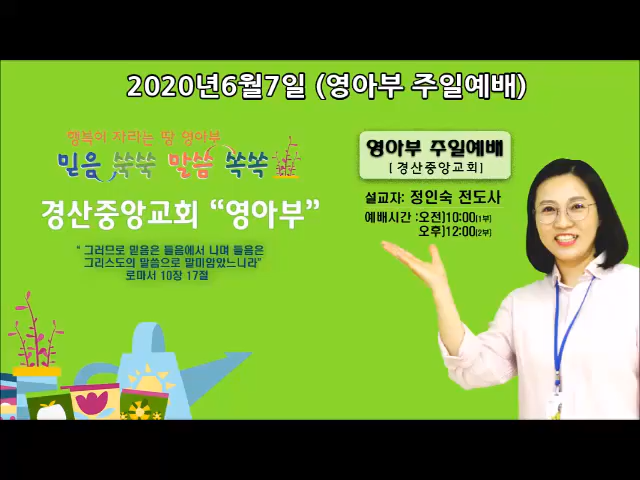 2020년6월7일 (영아부 주일예배)
행복이 자라는 땅 영아부
믿음 쑥쑥 말씀 쏙쏙
경산중앙교회 “영아부”
“ 그러므로 믿음은 들음에서 나며 들음은
그리스도의 말씀으로 말미암았느니라”
로마서 10장 17절
영아부 주일예배
[ 경산중앙교회]
설교자: 정인숙 전도사
예배시간 :오전)10:00(1부)
오후)12:00(2부)